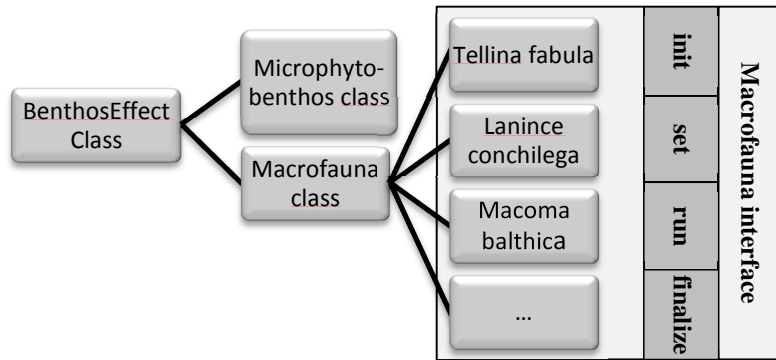 BenthosEffect
Class
Microphyto-
benthos class
Macrofauna
class
Tellina fabula
Lanince
conchilega
Macoma
balthica
...
init
set
run
finalize
Macrofauna interface